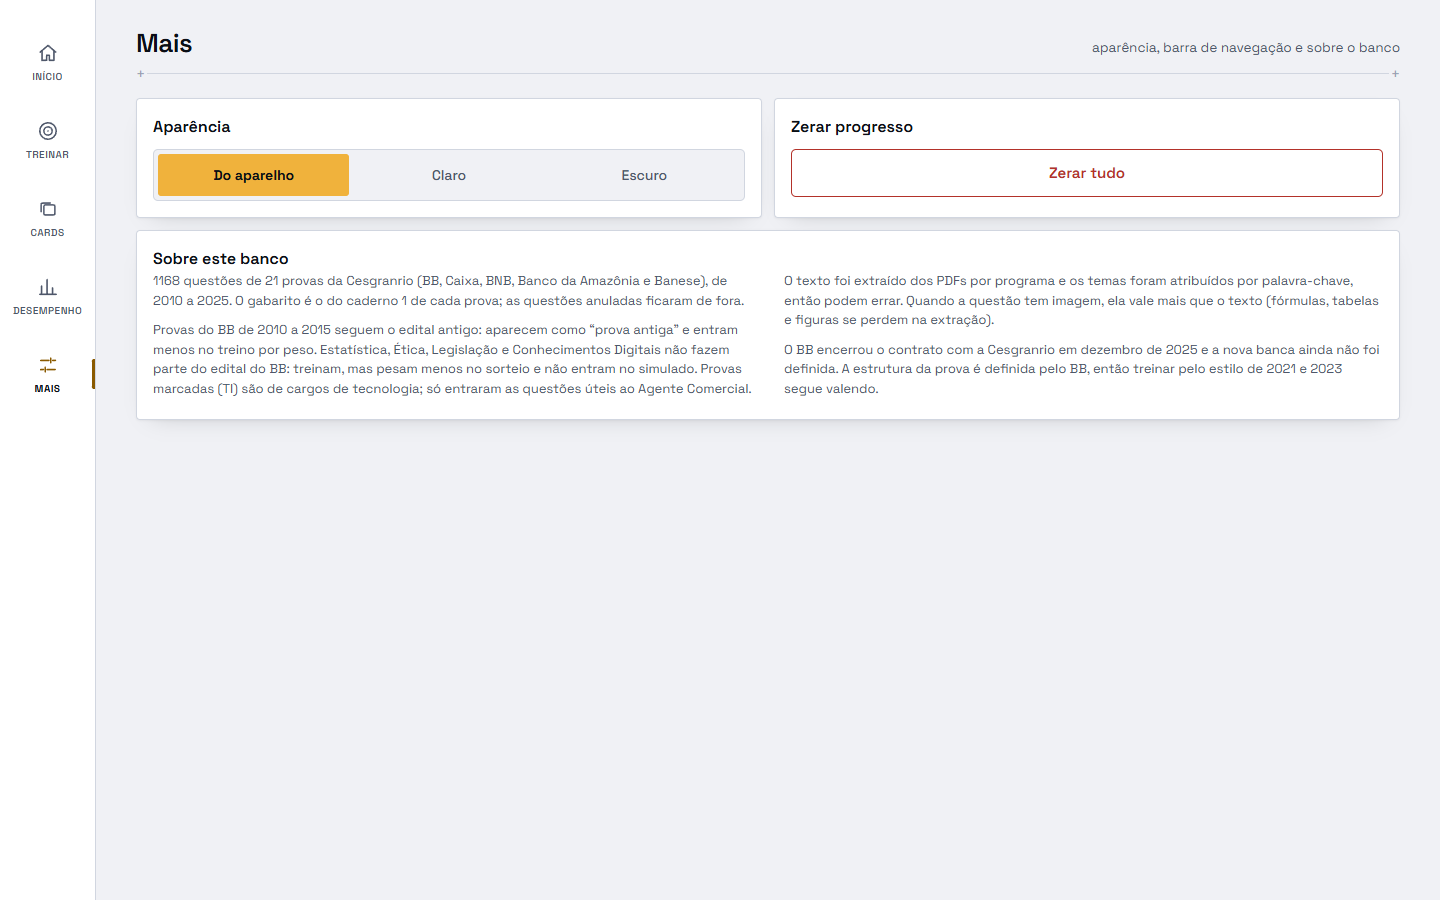 INÍCIO
TREINAR
CARDS
DESEMPENHO
MAIS
Mais
aparência, barra de navegação e sobre o banco
Aparência
Do aparelho
Claro
Escuro
Zerar progresso
Zerar tudo
Sobre este banco
1168 questões de 21 provas da Cesgranrio (BB, Caixa, BNB, Banco da Amazônia e Banese), de
2010 a 2025. O gabarito é o do caderno 1 de cada prova; as questões anuladas ficaram de fora.
Provas do BB de 2010 a 2015 seguem o edital antigo: aparecem como “prova antiga” e entram
menos no treino por peso. Estatística, Ética, Legislação e Conhecimentos Digitais não fazem
parte do edital do BB: treinam, mas pesam menos no sorteio e não entram no simulado. Provas
marcadas (TI) são de cargos de tecnologia; só entraram as questões úteis ao Agente Comercial.
O texto foi extraído dos PDFs por programa e os temas foram atribuídos por palavra-chave,
então podem errar. Quando a questão tem imagem, ela vale mais que o texto (fórmulas, tabelas
e figuras se perdem na extração).
O BB encerrou o contrato com a Cesgranrio em dezembro de 2025 e a nova banca ainda não foi
definida. A estrutura da prova é definida pelo BB, então treinar pelo estilo de 2021 e 2023
segue valendo.